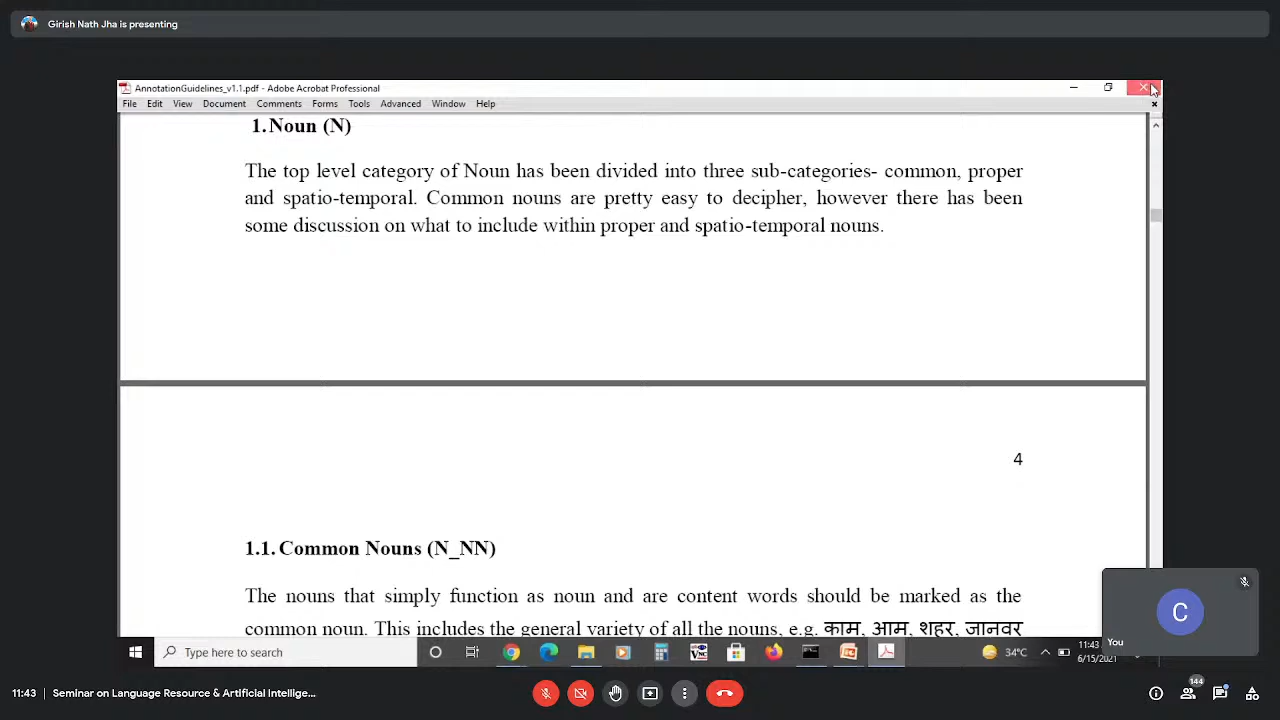 Girish Nath Jha is presenting
AnnotationGuidelines_v1.1.pdf - Adobe Acrobat Professional
File Edit View Document Comments Forms Tools Advanced Window Help
1. Noun (N)
The top level category of Noun has been divided into three sub-categories- common, proper
and spatio-temporal. Common nouns are pretty easy to decipher, however there has been
some discussion on what to include within proper and spatio-temporal nouns.
4
1.1. Common Nouns (N_NN)
The nouns that simply function as noun and are content words should be marked as the
common noun. This includes the general variety of all the nouns, e.g. काम, आम, शहर, जानवर
C
You
Type here to search
VNC
34°C
11:43
6/15/2021
11:43 | Seminar on Language Resource & Artificial Intellige...
144